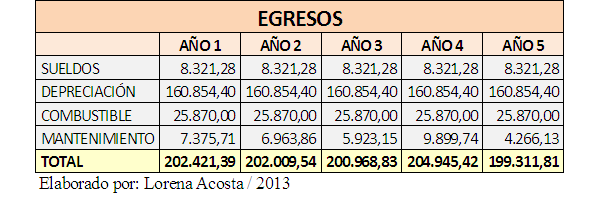 EGRESOS
AÑO 1 AÑO 2 AÑO 3 AÑO 4 AÑO 5
SUELDOS 8.321,28 8.321,28 8.321,28 8.321,28 8.321,28
DEPRECIACIÓN 160.854,40 160.854,40 160.854,40 160.854,40 160.854,40
COMBUSTIBLE 25.870,00 25.870,00 25.870,00 25.870,00 25.870,00
MANTENIMIENTO 7.375,71 6.963,86 5.923,15 9.899,74 4.266,13
TOTAL 202.421,39 202.009,54 200.968,83 204.945,42 199.311,81
Elaborado por: Lorena Acosta / 2013